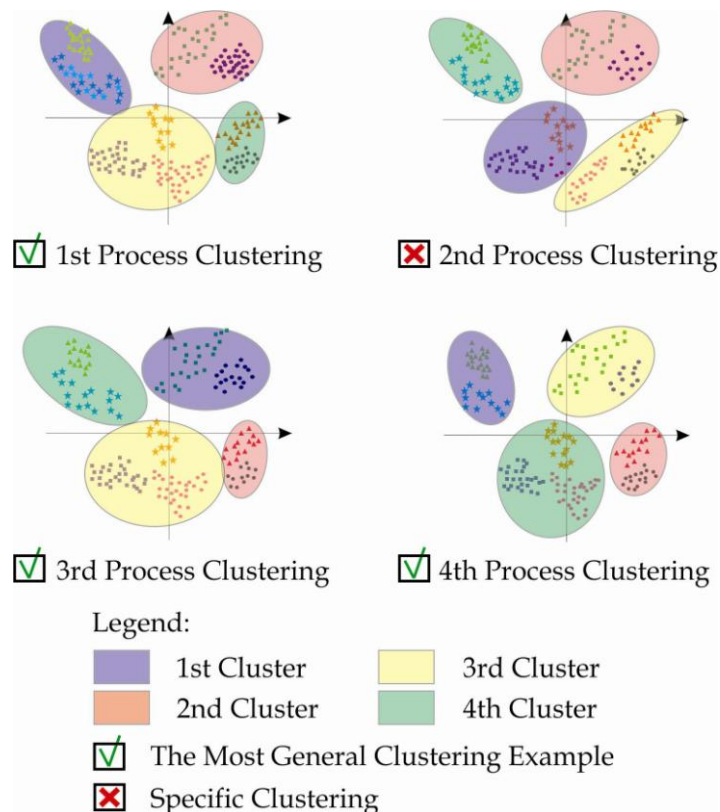 1st Process Clustering
2nd Process Clustering
3rd Process Clustering
4th Process Clustering
Legend:
1st Cluster
3rd Cluster
2nd Cluster
4th Cluster
The Most General Clustering Example
Specific Clustering